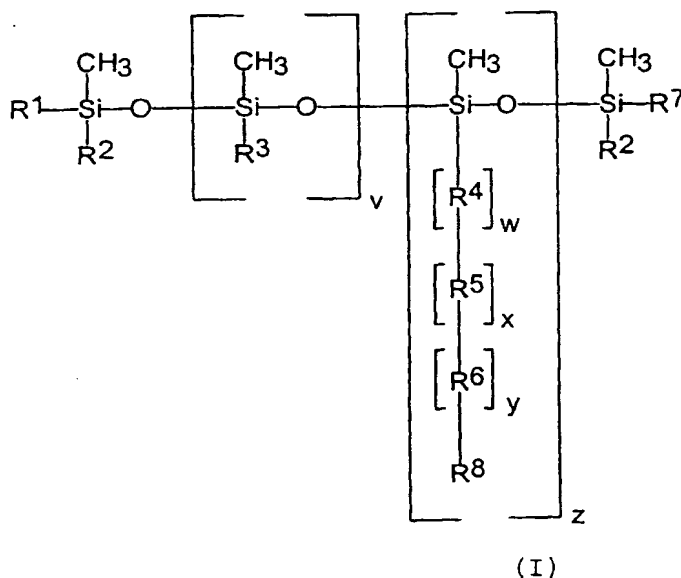 CH3 CH3 CH3 CH3
R1 Si O Si O Si O Si R7
R2 R3 R2
v
R4
w
R5
x
R6
y
R8
z
(I)